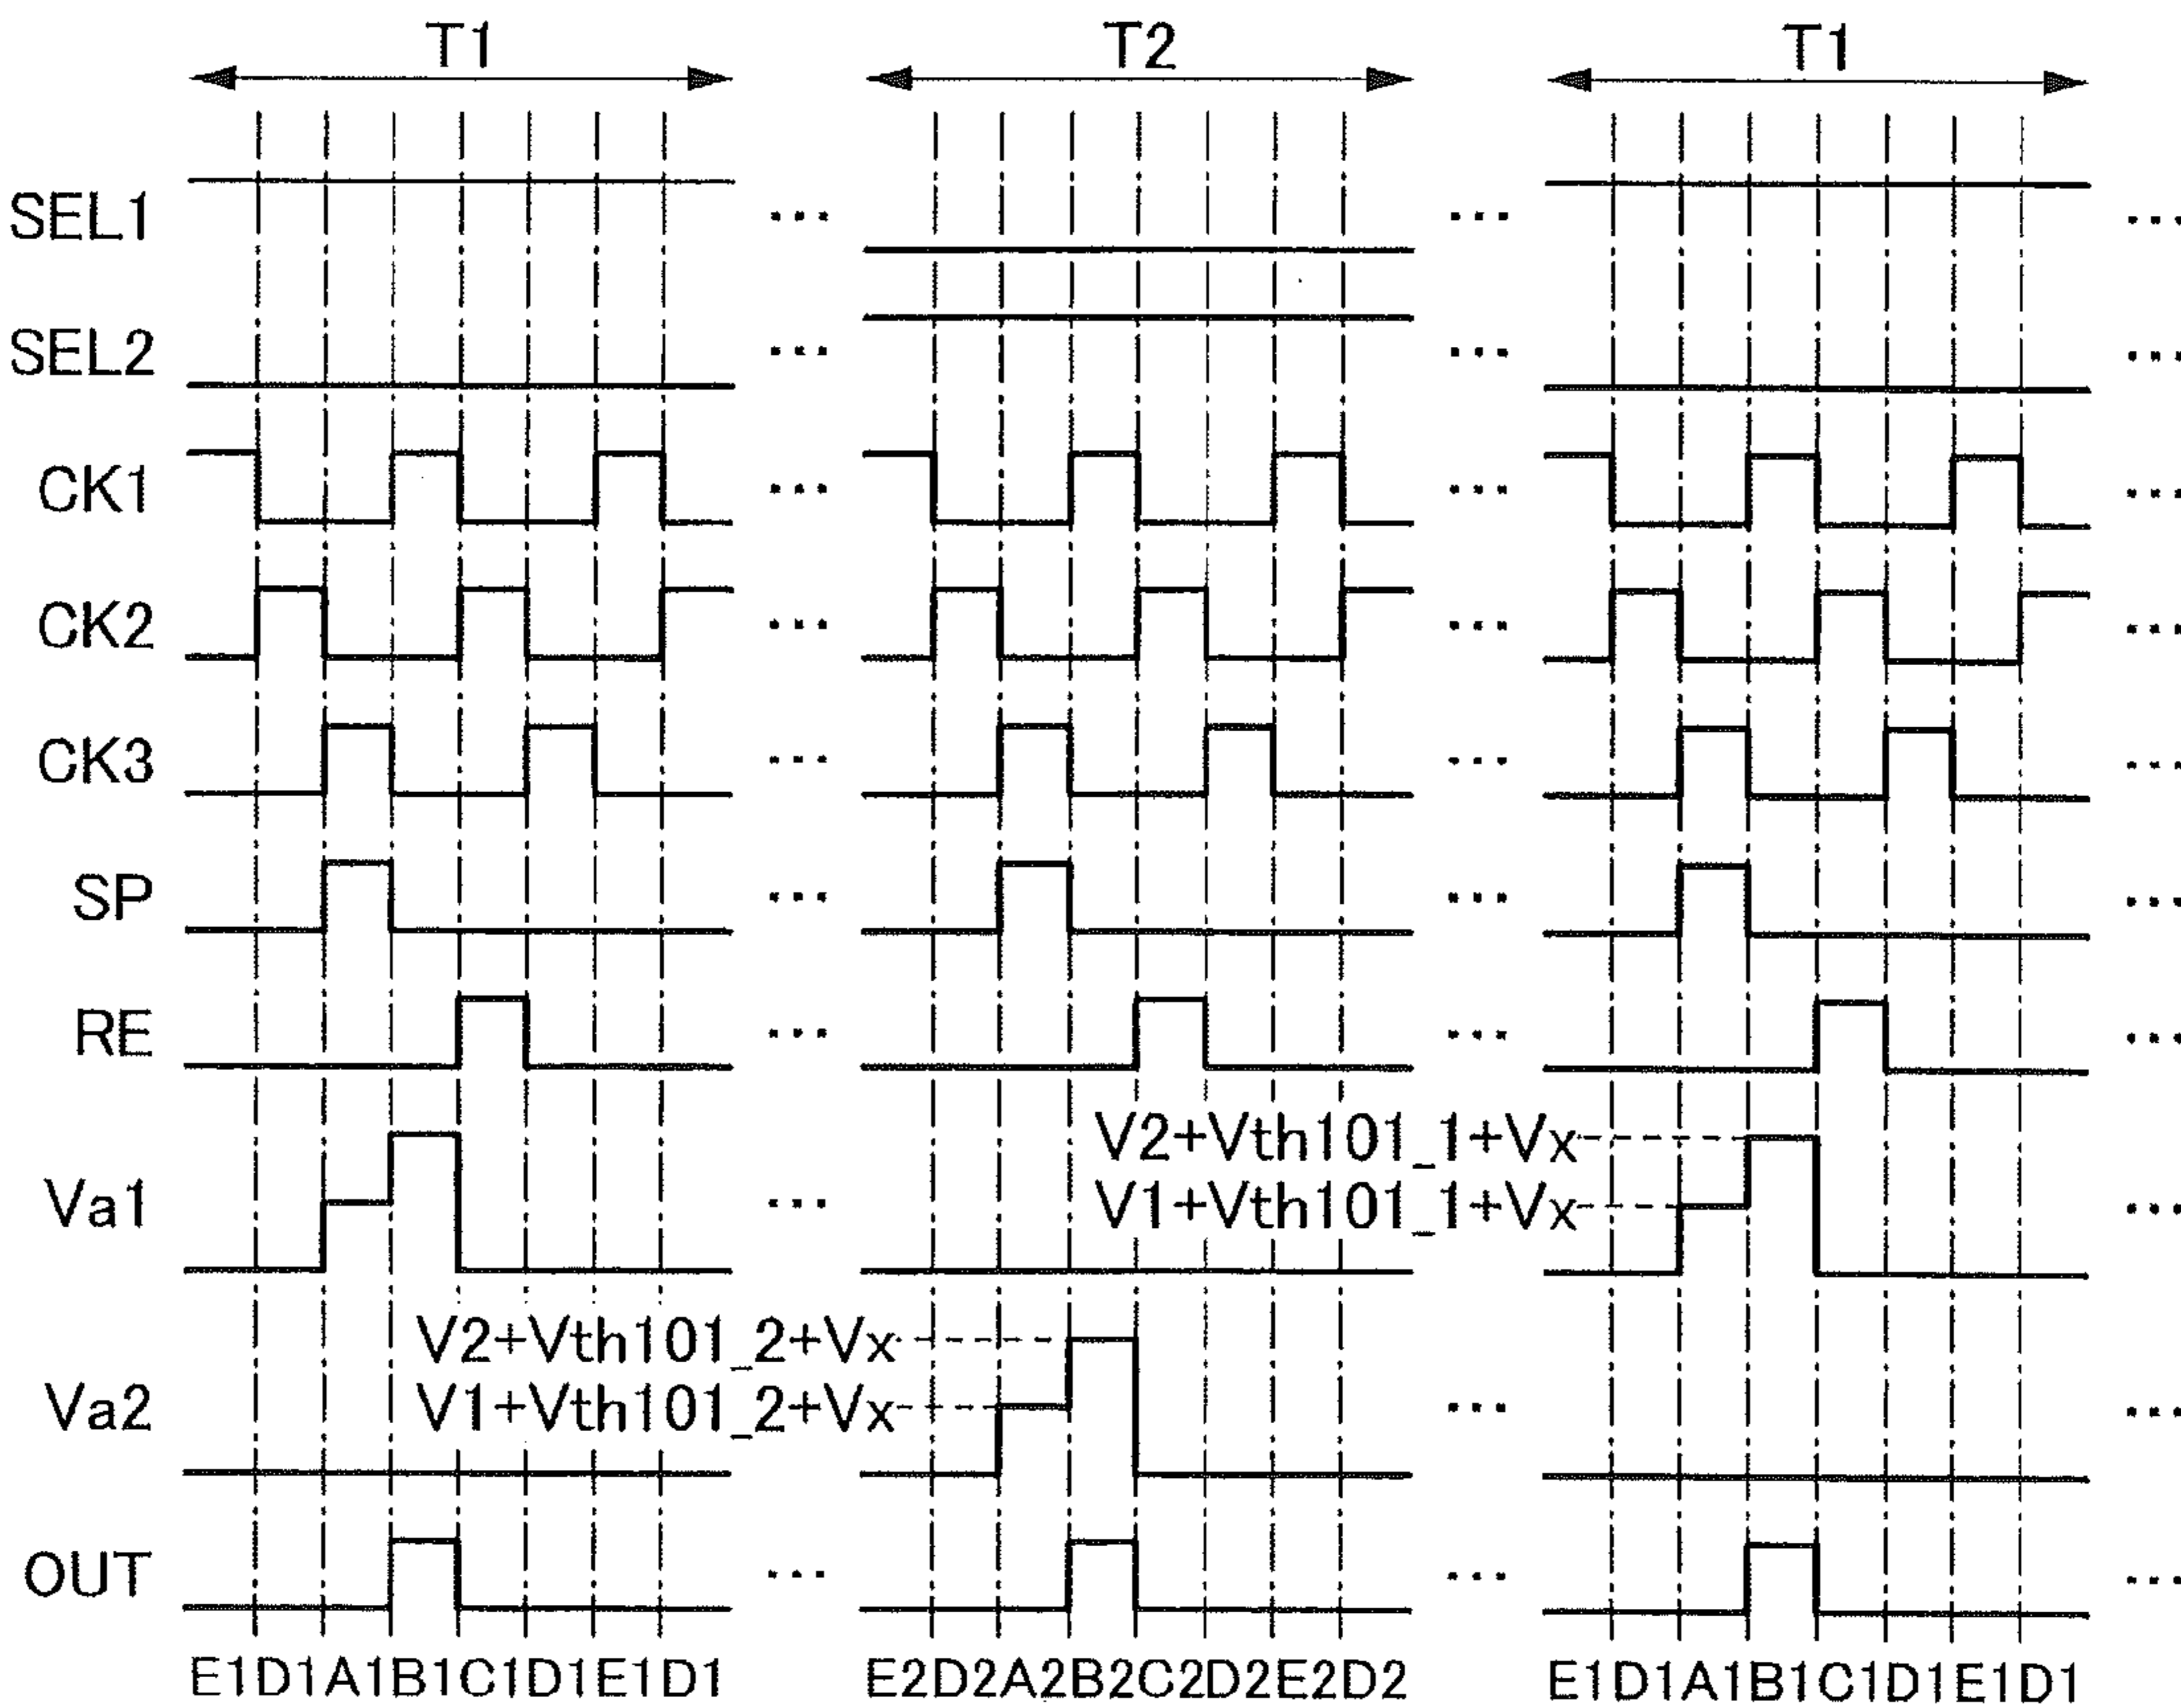 T1 T2 T1
SEL1 ... ... ...
SEL2 ... ... ...
CK1 ... ... ...
CK2 ... ... ...
CK3 ... ... ...
SP ... ... ...
RE ... ... ...
V2+Vth101_1+Vx
Va1 ... V1+Vth101_1+Vx ...
V2+Vth101_2+Vx
Va2 V1+Vth101_2+Vx ... ...
OUT ... ... ...
E1D1A1B1C1D1E1D1 E2D2A2B2C2D2E2D2 E1D1A1B1C1D1E1D1